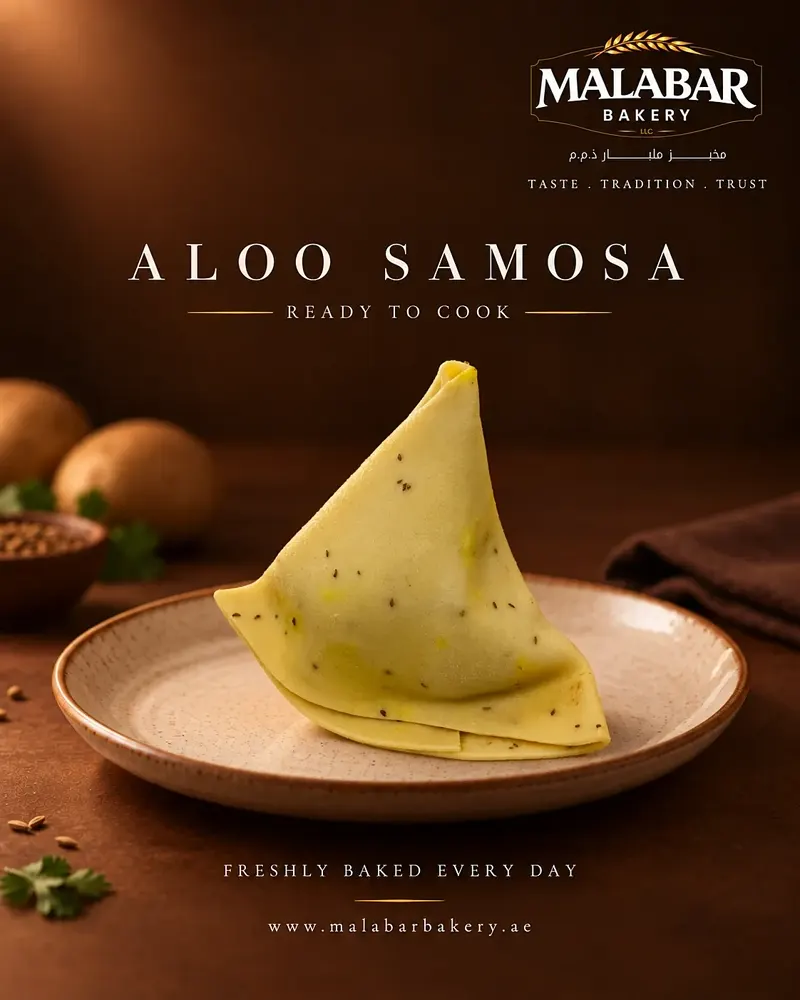 MALABAR
BAKERY
LLC
مخبز ملبار ذ.م.م
TASTE . TRADITION . TRUST
ALOO SAMOSA
READY TO COOK
FRESHLY BAKED EVERY DAY
www.malabarbakery.ae